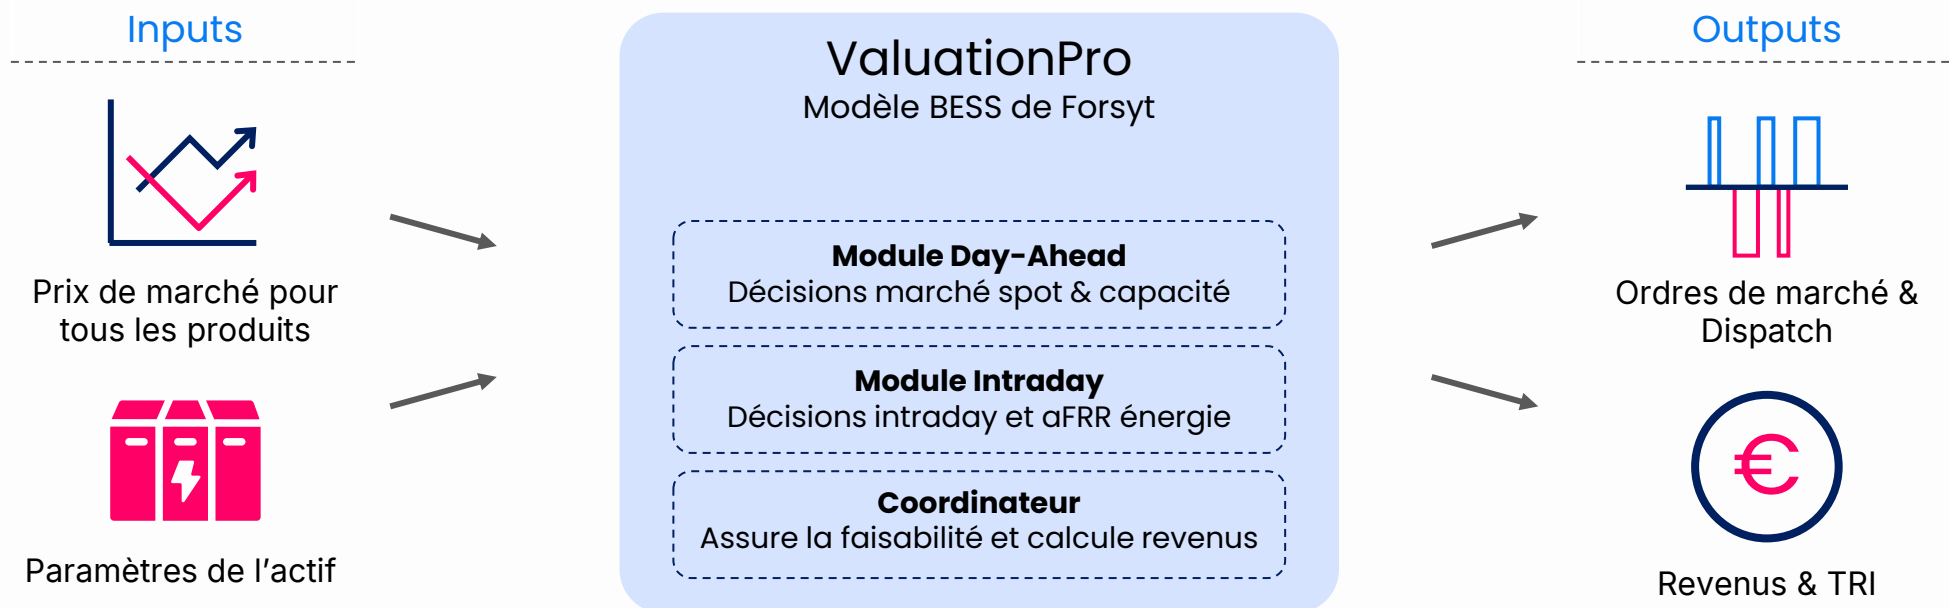 Inputs
Prix de marché pour
tous les produits
Paramètres de l'actif
ValuationPro
Modèle BESS de Forsyt
Module Day-Ahead
Décisions marché spot & capacité
Module Intraday
Décisions intraday et aFRR énergie
Coordinateur
Assure la faisabilité et calcule revenus
Outputs
Ordres de marché &
Dispatch
€
Revenus & TRI